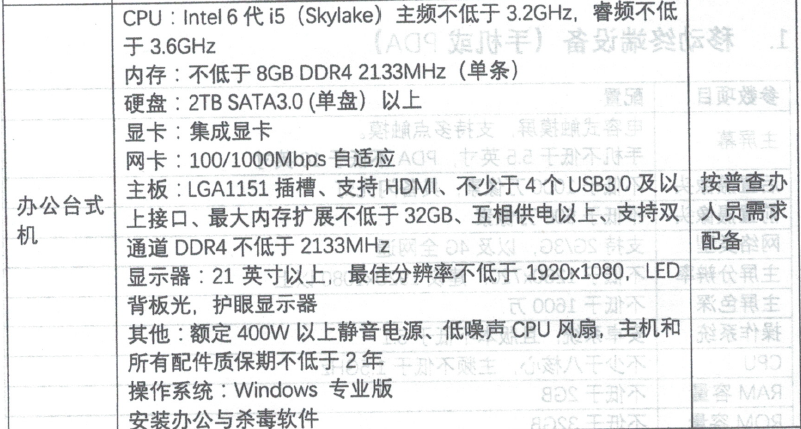 CPU：Intel 6 代 i5（Skylake）主频不低于 3.2GHz，睿频不低
于 3.6GHz
内存：不低于 8GB DDR4 2133MHz（单条）
硬盘：2TB SATA3.0 (单盘）以上
显卡：集成显卡
网卡：100/1000Mbps 自适应
办公台式
机
主板：LGA1151 插槽、支持 HDMI、不少于 4 个 USB3.0 及以
上接口、最大内存扩展不低于 32GB、五相供电以上、支持双
通道 DDR4 不低于 2133MHz
显示器：21 英寸以上，最佳分辨率不低于 1920x1080，LED
背板光，护眼显示器
其他：额定 400W 以上静音电源、低噪声 CPU 风扇，主机和
所有配件质保期不低于 2 年
操作系统：Windows 专业版
安装办公与杀毒软件
按普查办
人员需求
配备